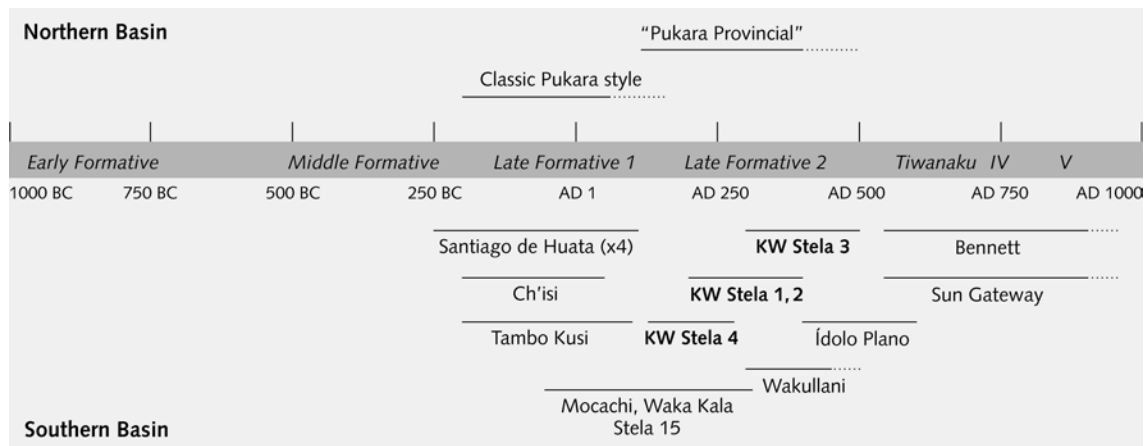 Northern Basin
“Pukara Provincial”
Classic Pukara style
Early Formative Middle Formative Late Formative 1 Late Formative 2 Tiwanaku IV V
1000 BC 750 BC 500 BC 250 BC AD 1 AD 250 AD 500 AD 750 AD 1000
Santiago de Huata (x4) KW Stela 3 Bennett
Ch’isi KW Stela 1, 2 Sun Gateway
Tambo Kusi KW Stela 4 Ídolo Plano
Wakullani
Mocachi, Waka Kala
Stela 15
Southern Basin